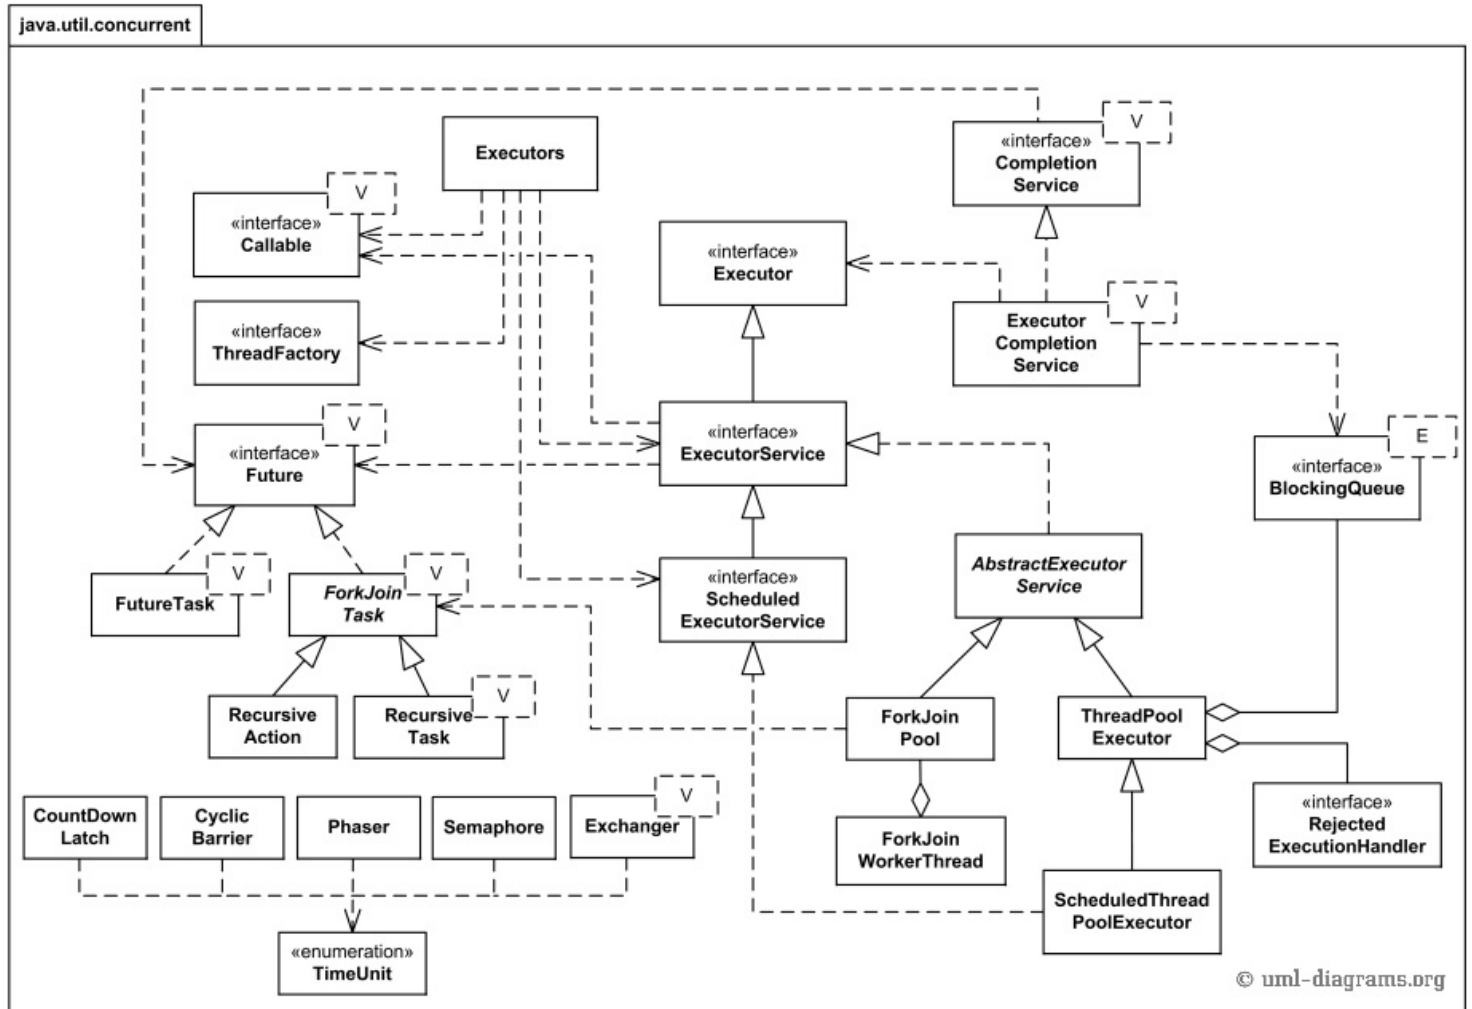 java.util.concurrent
Executors
V
«interface»
Completion
Service
V
«interface»
Callable
«interface»
Executor
V
Executor
Completion
Service
«interface»
ThreadFactory
V
«interface»
Future
«interface»
ExecutorService
E
«interface»
BlockingQueue
V
FutureTask
V
ForkJoin
Task
«interface»
Scheduled
ExecutorService
AbstractExecutor
Service
Recursive
Action
V
Recursive
Task
ForkJoin
Pool
ThreadPool
Executor
CountDown
Latch
Cyclic
Barrier
Phaser
Semaphore
V
Exchanger
ForkJoin
WorkerThread
«interface»
Rejected
ExecutionHandler
ScheduledThread
PoolExecutor
«enumeration»
TimeUnit
© uml-diagrams.org